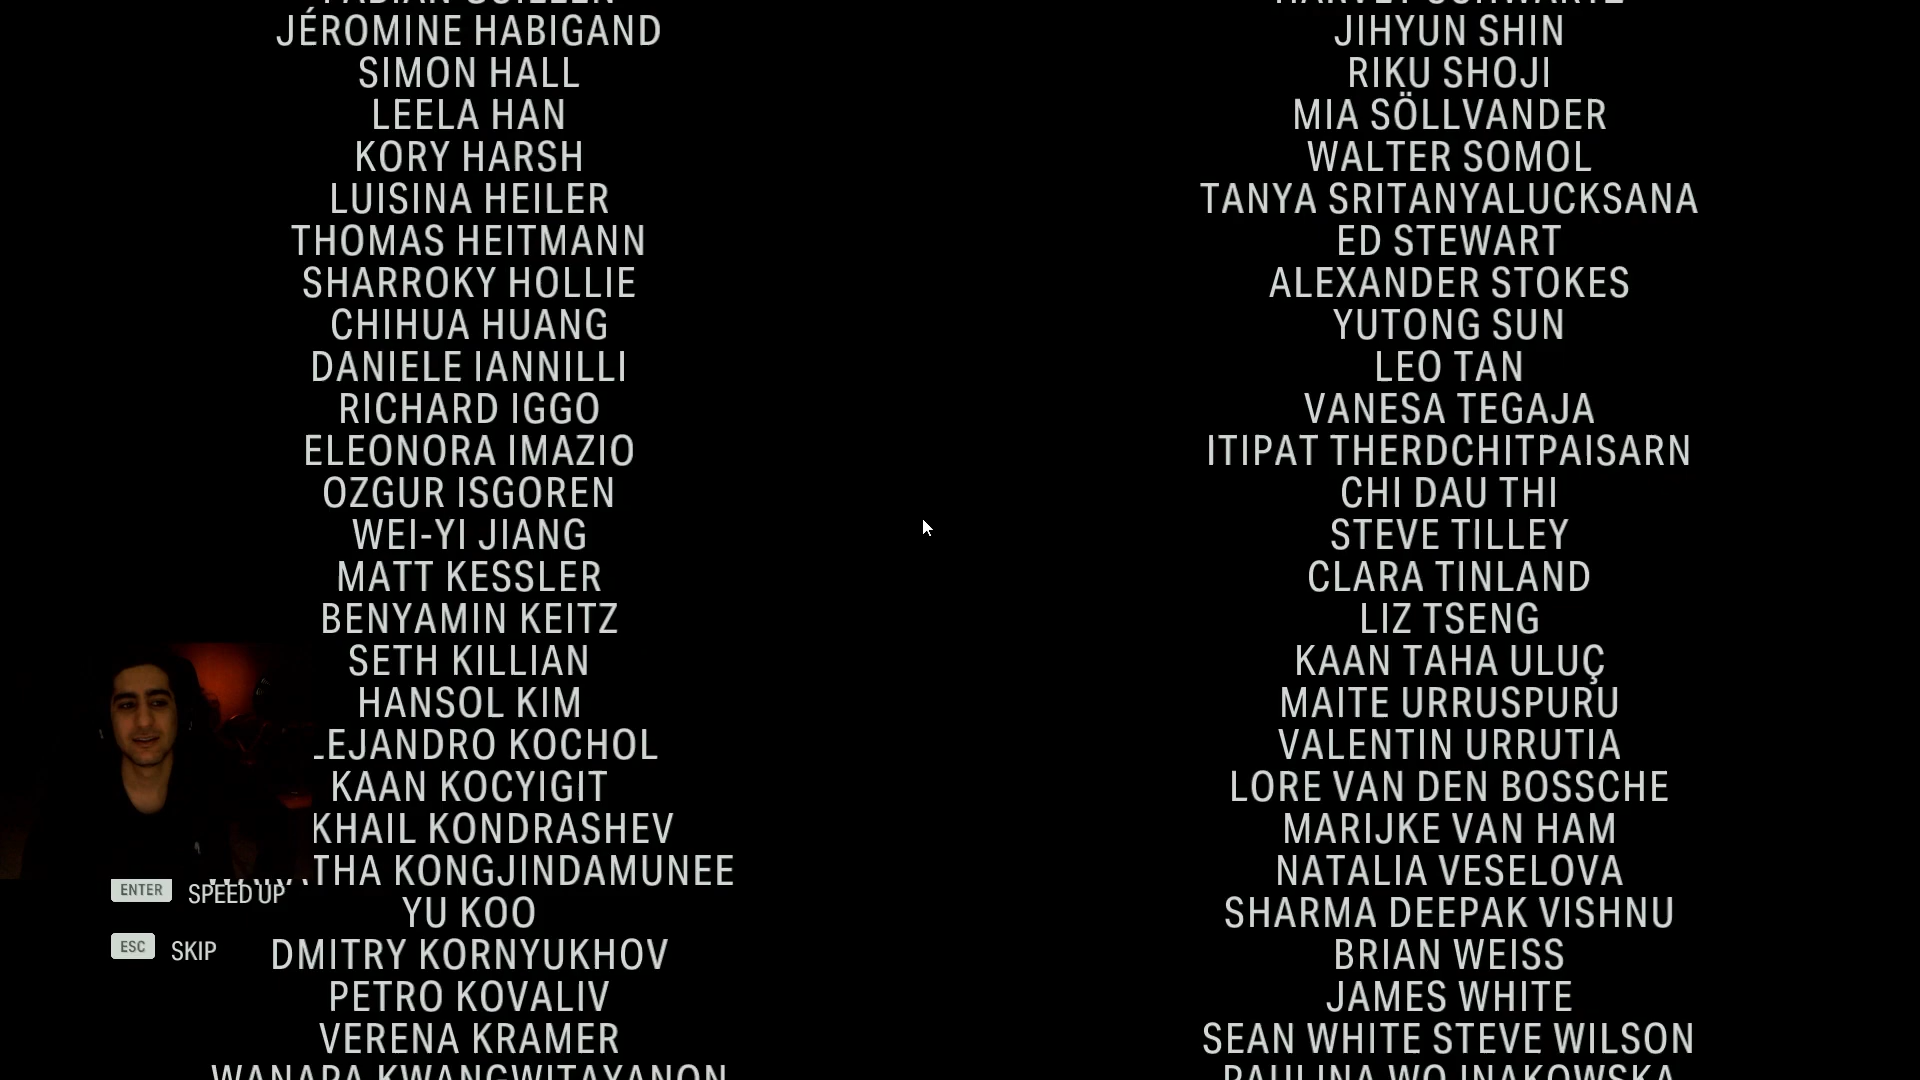 JÉROMINE HABIGAND
SIMON HALL
LEELA HAN
KORY HARSH
LUISINA HEILER
THOMAS HEITMANN
SHARROKY HOLLIE
CHIHUA HUANG
DANIELE IANNILLI
RICHARD IGGO
ELEONORA IMAZIO
OZGUR ISGOREN
WEI-YI JIANG
MATT KESSLER
BENYAMIN KEITZ
SETH KILLIAN
HANSOL KIM
LEJANDRO KOCHOL
KAAN KOCYIGIT
KHAIL KONDRASHEV
THA KONGJINDAMUNEE
YU KOO
DMITRY KORNYUKHOV
PETRO KOVALIV
VERENA KRAMER
ENTER SPEED UP
ESC SKIP
JIHYUN SHIN
RIKU SHOJI
MIA SÖLLVANDER
WALTER SOMOL
TANYA SRITANYALUCKSANA
ED STEWART
ALEXANDER STOKES
YUTONG SUN
LEO TAN
VANESA TEGAJA
ITIPAT THERDCHITPAISARN
CHI DAU THI
STEVE TILLEY
CLARA TINLAND
LIZ TSENG
KAAN TAHA ULUÇ
MAITE URRUSPURU
VALENTIN URRUTIA
LORE VAN DEN BOSSCHE
MARIJKE VAN HAM
NATALIA VESELOVA
SHARMA DEEPAK VISHNU
BRIAN WEISS
JAMES WHITE
SEAN WHITE STEVE WILSON